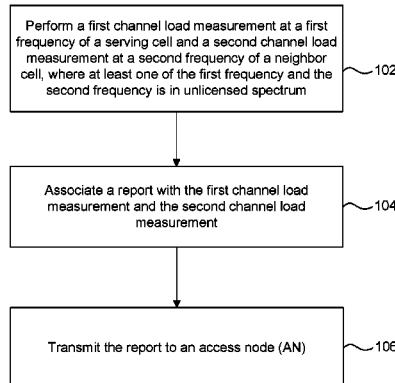 Perform a first channel load measurement at a first
frequency of a serving cell and a second channel load
measurement at a second frequency of a neighbor
cell, where at least one of the first frequency and the
second frequency is in unlicensed spectrum
102
Associate a report with the first channel load
measurement and the second channel load
measurement
104
Transmit the report to an access node (AN)
106